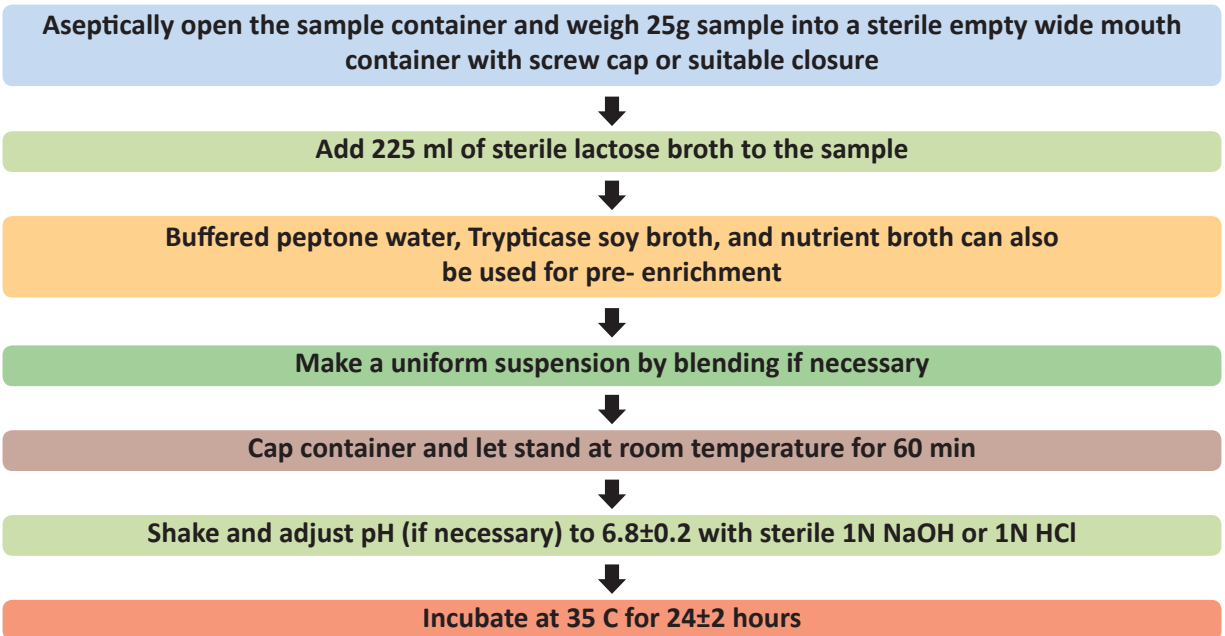 Aseptically open the sample container and weigh 25g sample into a sterile empty wide mouth
container with screw cap or suitable closure
Add 225 ml of sterile lactose broth to the sample
Buffered peptone water, Trypticase soy broth, and nutrient broth can also
be used for pre- enrichment
Make a uniform suspension by blending if necessary
Cap container and let stand at room temperature for 60 min
Shake and adjust pH (if necessary) to 6.8±0.2 with sterile 1N NaOH or 1N HCl
Incubate at 35 C for 24±2 hours